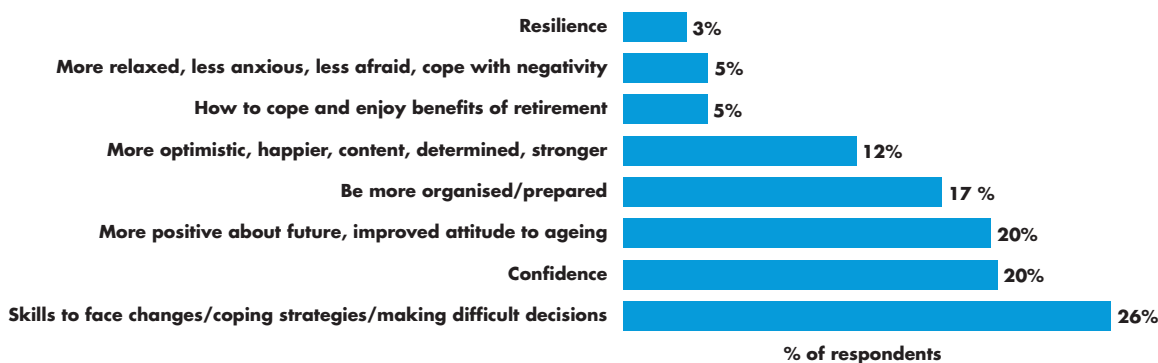 Resilience 3%
More relaxed, less anxious, less afraid, cope with negativity 5%
How to cope and enjoy benefits of retirement 5%
More optimistic, happier, content, determined, stronger 12%
Be more organised/prepared 17 %
More positive about future, improved attitude to ageing 20%
Confidence 20%
Skills to face changes/coping strategies/making difficult decisions 26%
% of respondents